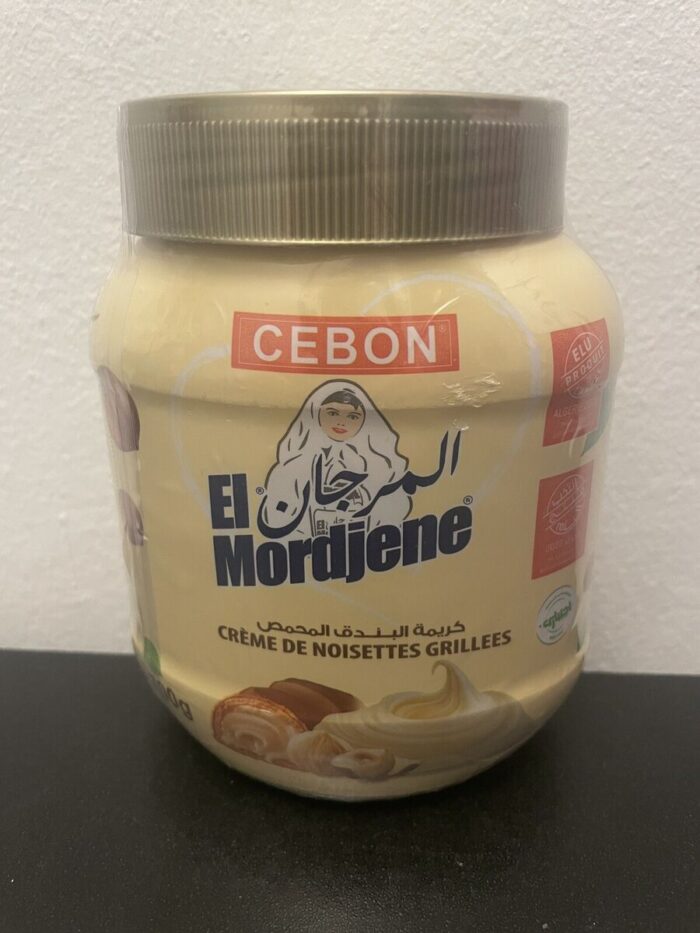 CEBON
El المرجان
Mordjene
كريمة البندق المحمص
CRÈME DE NOISETTES GRILLEES
ELU
PRODUIT